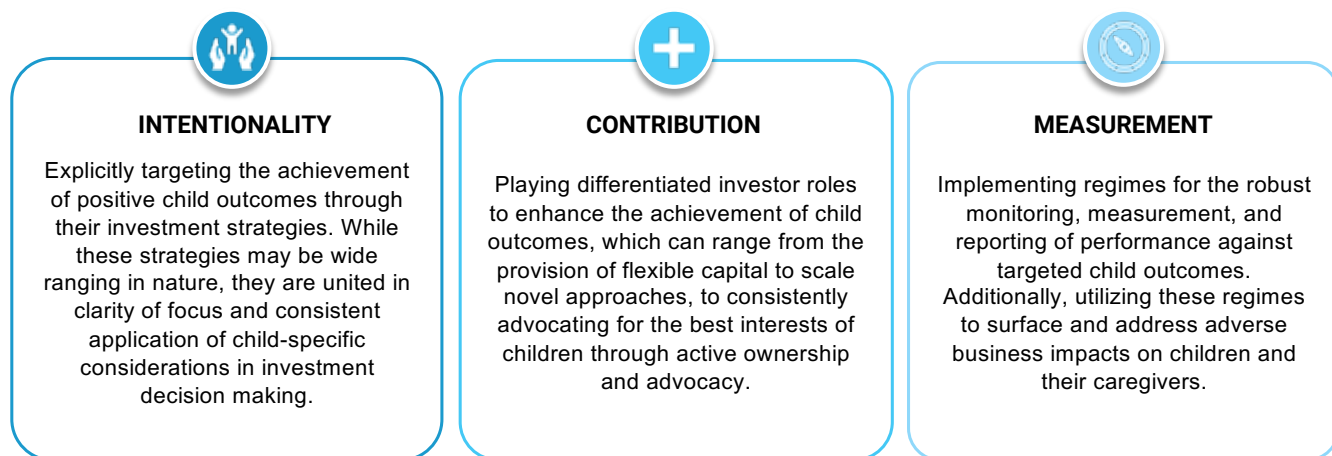 INTENTIONALITY
Explicitly targeting the achievement
of positive child outcomes through
their investment strategies. While
these strategies may be wide
ranging in nature, they are united in
clarity of focus and consistent
application of child-specific
considerations in investment
decision making.
CONTRIBUTION
Playing differentiated investor roles
to enhance the achievement of child
outcomes, which can range from the
provision of flexible capital to scale
novel approaches, to consistently
advocating for the best interests of
children through active ownership
and advocacy.
MEASUREMENT
Implementing regimes for the robust
monitoring, measurement, and
reporting of performance against
targeted child outcomes.
Additionally, utilizing these regimes
to surface and address adverse
business impacts on children and
their caregivers.